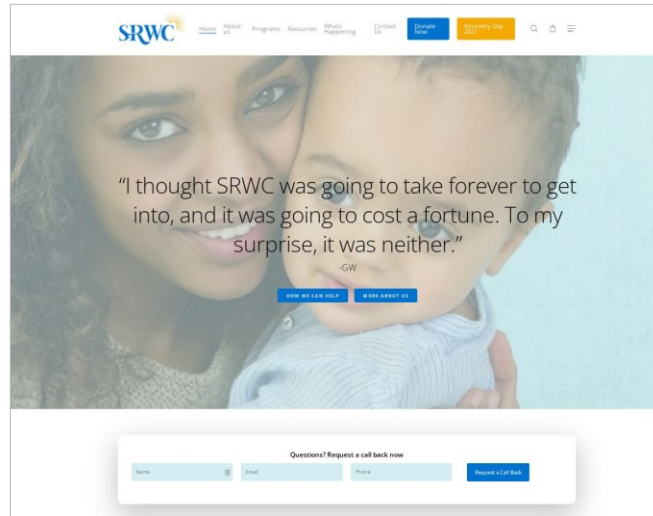 SRWC
Home
About
us
Programs
Resources
Whats
Happening
Contact
Us
Donate
Now
Recovery Day
2021
“I thought SRWC was going to take forever to get
into, and it was going to cost a fortune. To my
surprise, it was neither.”
-GW
HOW WE CAN HELP
MORE ABOUT US
Questions? Request a call back now
Name
Email
Phone
Request a Call Back